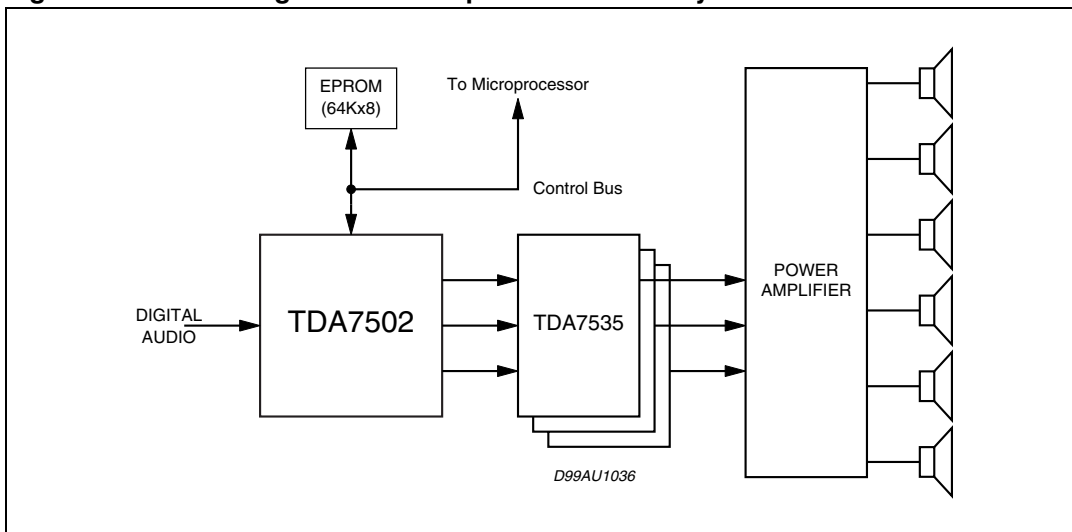 EPROM
(64Kx8)
To Microprocessor
Control Bus
DIGITAL
AUDIO
TDA7502
TDA7535
POWER
AMPLIFIER
D99AU1036